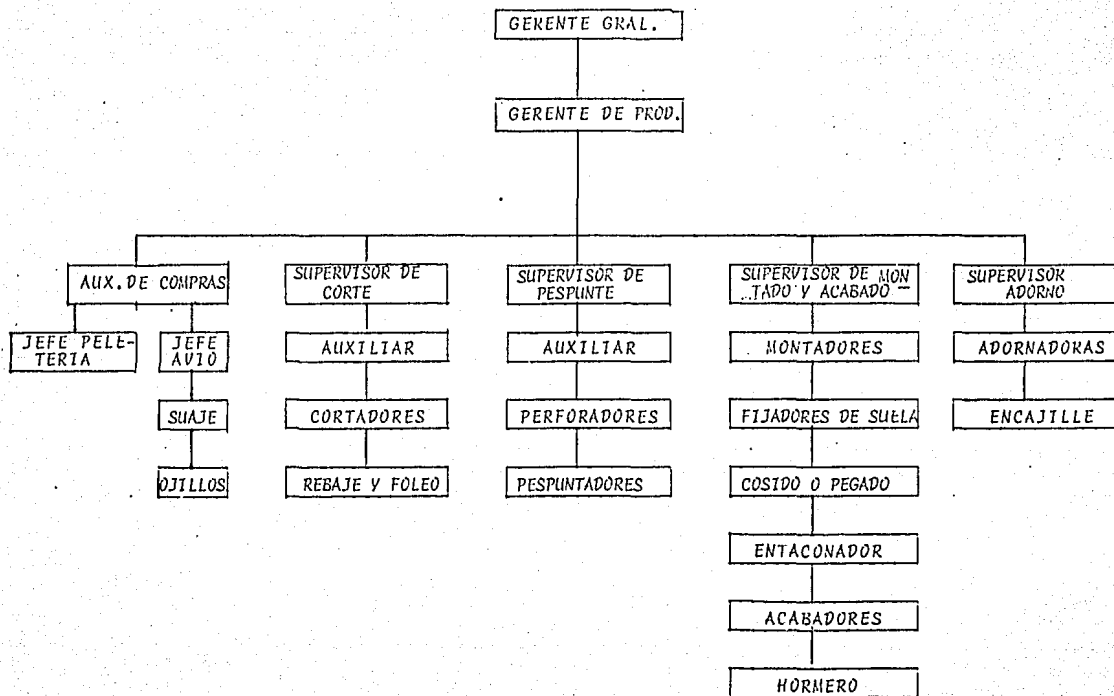 GERENTE GRAL.
GERENTE DE PROD.
AUX. DE COMPRAS
SUPERVISOR DE
CORTE
SUPERVISOR DE
PESPUNTE
SUPERVISOR DE MON
TADO Y ACABADO
SUPERVISOR
ADORNO
JEFE PELE-
TERIA
JEFE
AVIO
AUXILIAR
AUXILIAR
MONTADORES
ADORNADORAS
SUAJE
CORTADORES
PERFORADORES
FIJADORES DE SUELA
ENCAJILLE
OJILLOS
REBAJE Y FOLEO
PESPUNTADORES
COSIDO O PEGADO
ENTACONADOR
ACABADORES
HORMERO